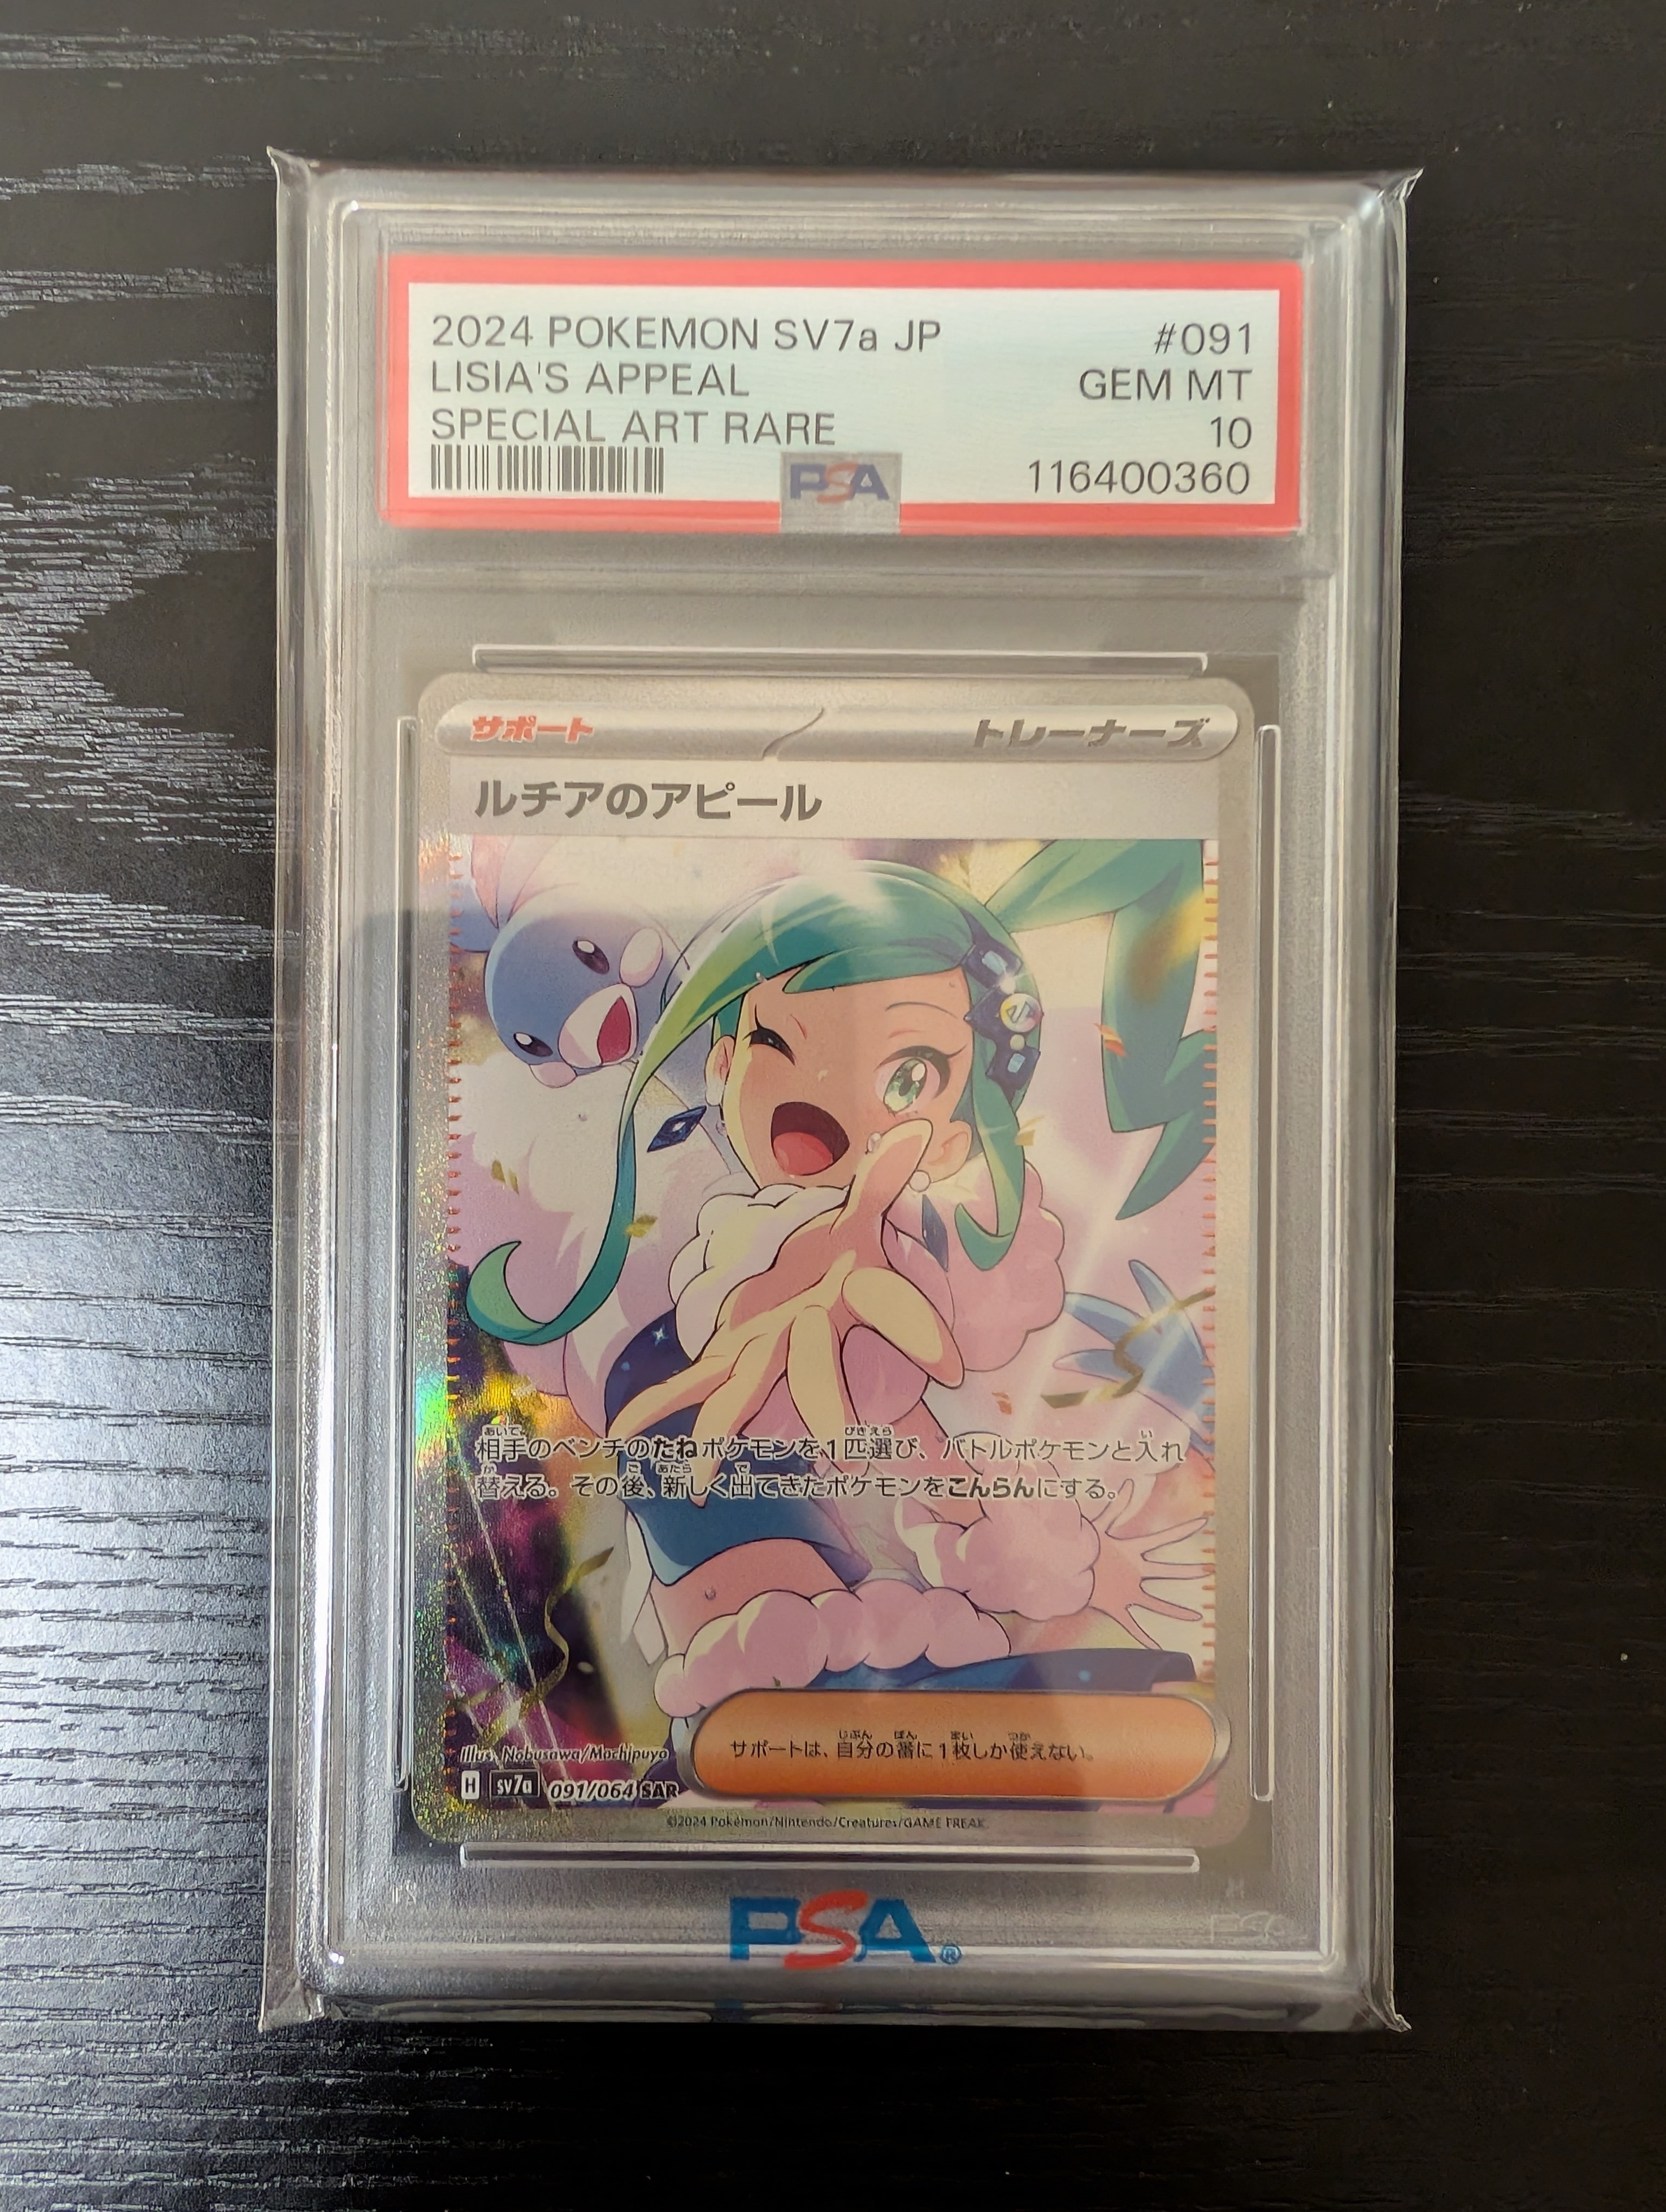 2024 POKEMON SV7a JP #091
LISIA'S APPEAL GEM MT
SPECIAL ART RARE 10
PSA 116400360
サポート トレーナーズ
ルチアのアピール
相手のベンチのたねポケモンを1匹選び、バトルポケモンと入れ
替える。その後、新しく出てきたポケモンをこんらんにする。
サポートは、自分の番に1枚しか使えない。
Illus. Nobusawa/Mochipuyo
H sv7a 091/064 SAR
©2024 Pokémon/Nintendo/Creatures/GAME FREAK
PSA®